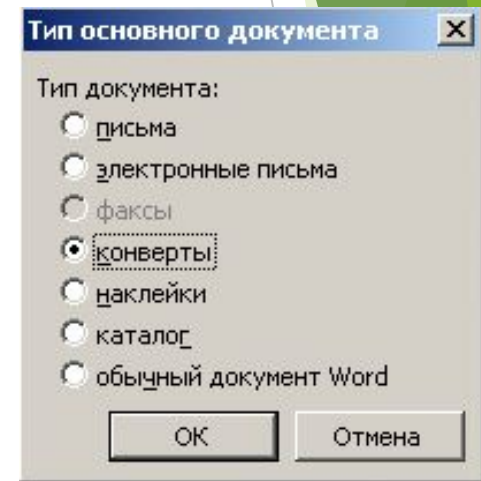 Тип основного документа
Тип документа:
письма
электронные письма
факсы
конверты
наклейки
каталог
обычный документ Word
ОК
Отмена